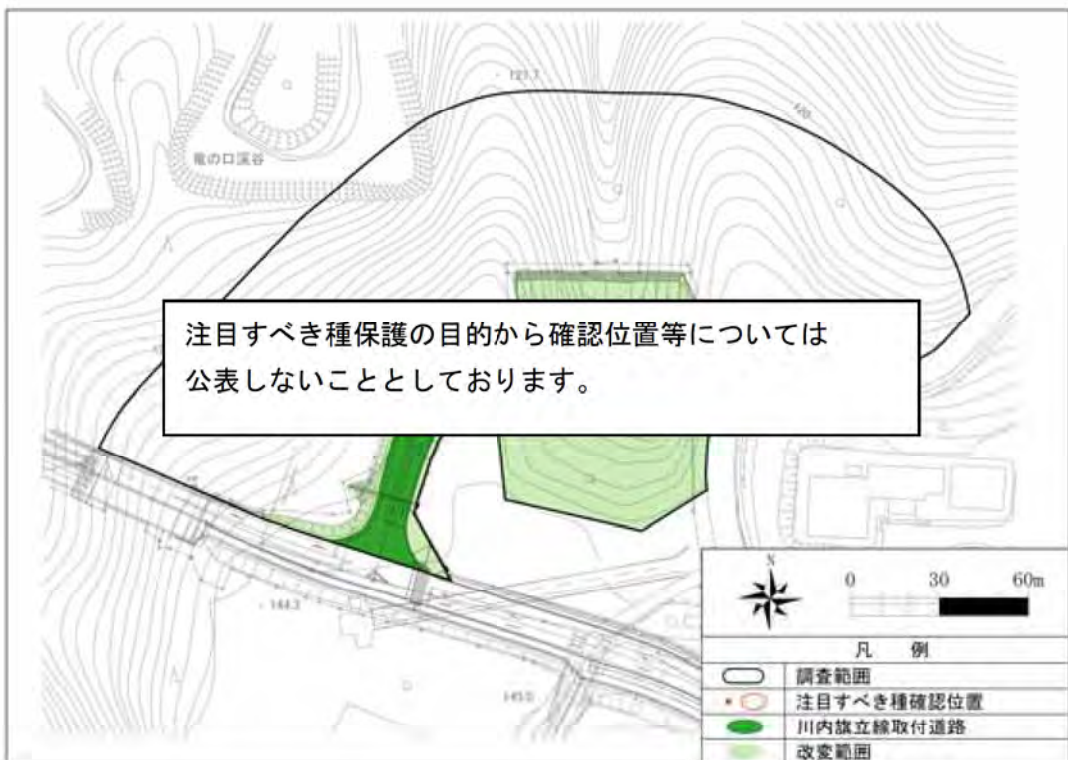 121.7
120
竜の口渓谷
注目すべき種保護の目的から確認位置等については
公表しないこととしております。
144.3
145.0
N
0 30 60m
凡 例
調査範囲
注目すべき種確認位置
川内旗立線取付道路
改変範囲